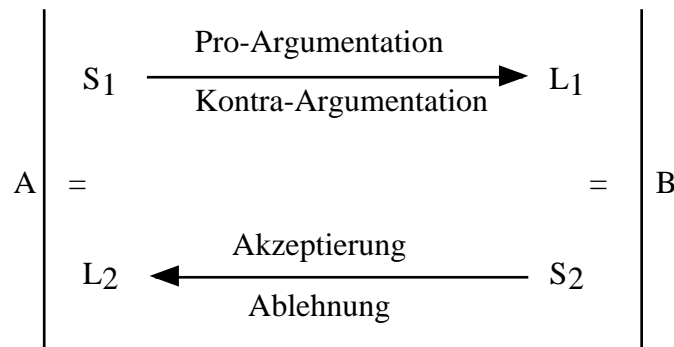 Pro-Argumentation
S1 L1
Kontra-Argumentation
A = = B
Akzeptierung
L2 S2
Ablehnung